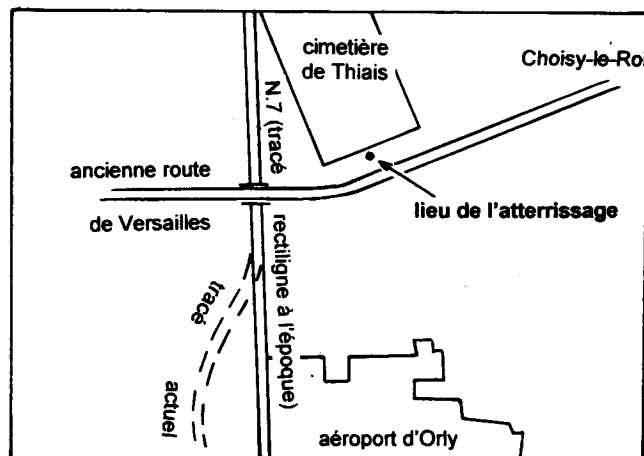 cimetière
de Thiais
Choisy-le-Ro
N.7 (tracé
ancienne route
de Versailles
lieu de l'atterrissage
rectiligne à l'époque)
tracé
actuel
aéroport d'Orly